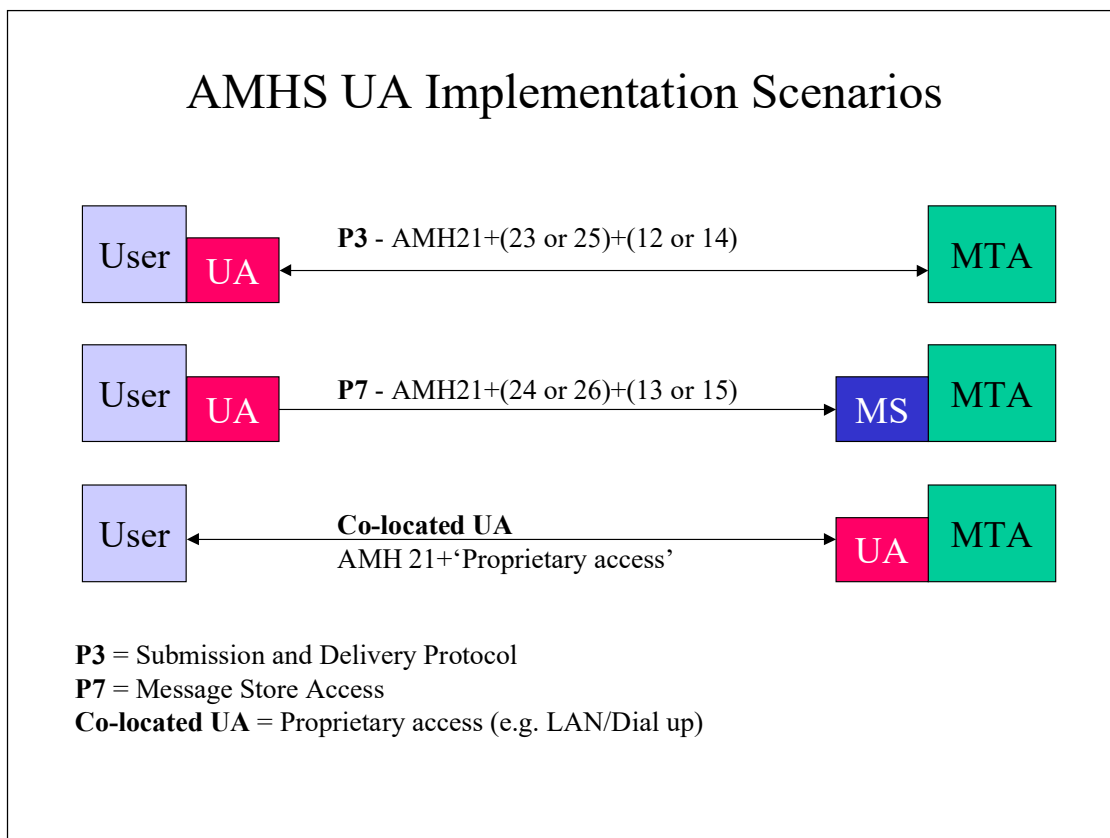 AMHS UA Implementation Scenarios
User
UA
P3 - AMH21+(23 or 25)+(12 or 14)
MTA
User
UA
P7 - AMH21+(24 or 26)+(13 or 15)
MS
MTA
User
Co-located UA
AMH 21+‘Proprietary access’
UA
MTA
P3 = Submission and Delivery Protocol
P7 = Message Store Access
Co-located UA = Proprietary access (e.g. LAN/Dial up)